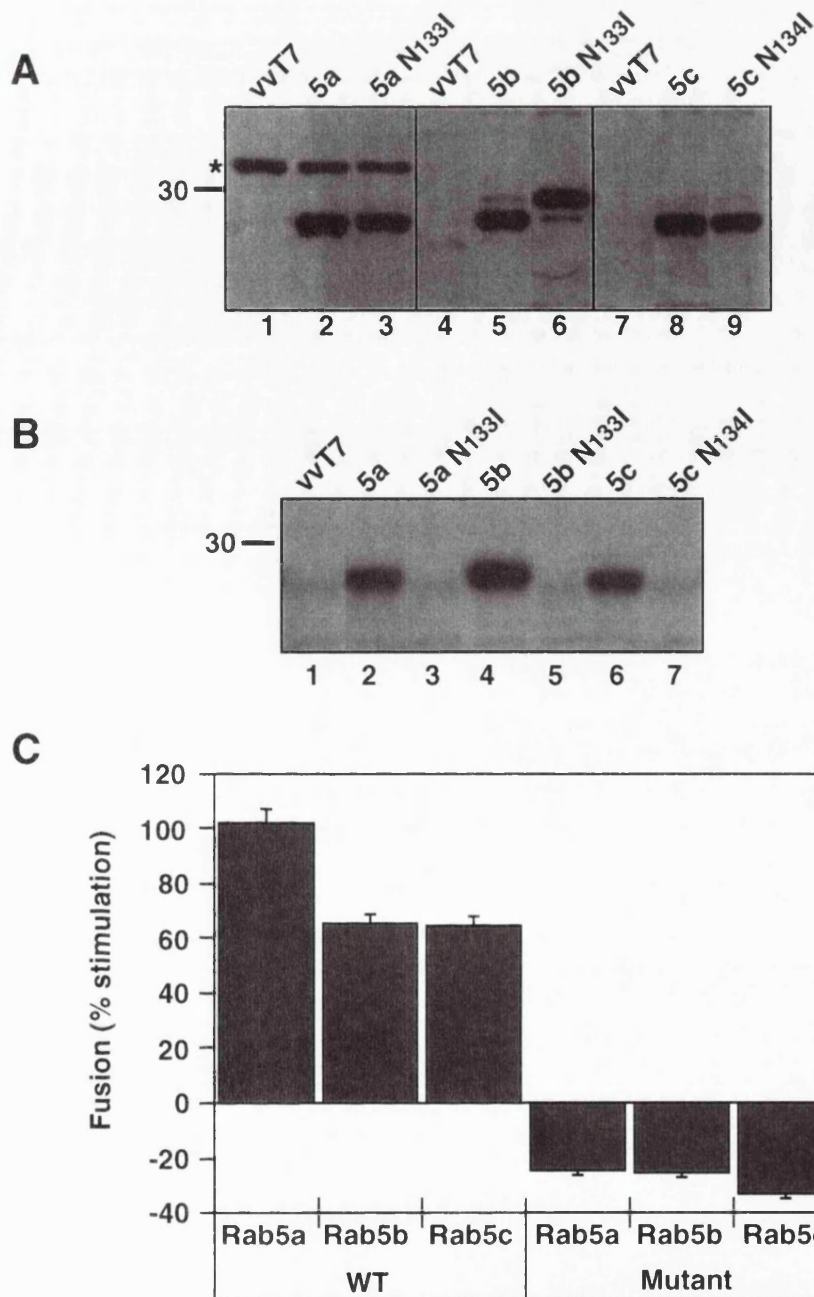 A
vvT7 5a 5a N133I vvT7 5b 5b N133I vvT7 5c 5c N134I
*
30
1 2 3 4 5 6 7 8 9
B
vvT7 5a 5a N133I 5b 5b N133I 5c 5c N134I
30
1 2 3 4 5 6 7
C
Fusion (% stimulation)
120
100
80
60
40
20
0
-20
-40
Rab5a Rab5b Rab5c Rab5a Rab5b Rab5c
WT Mutant